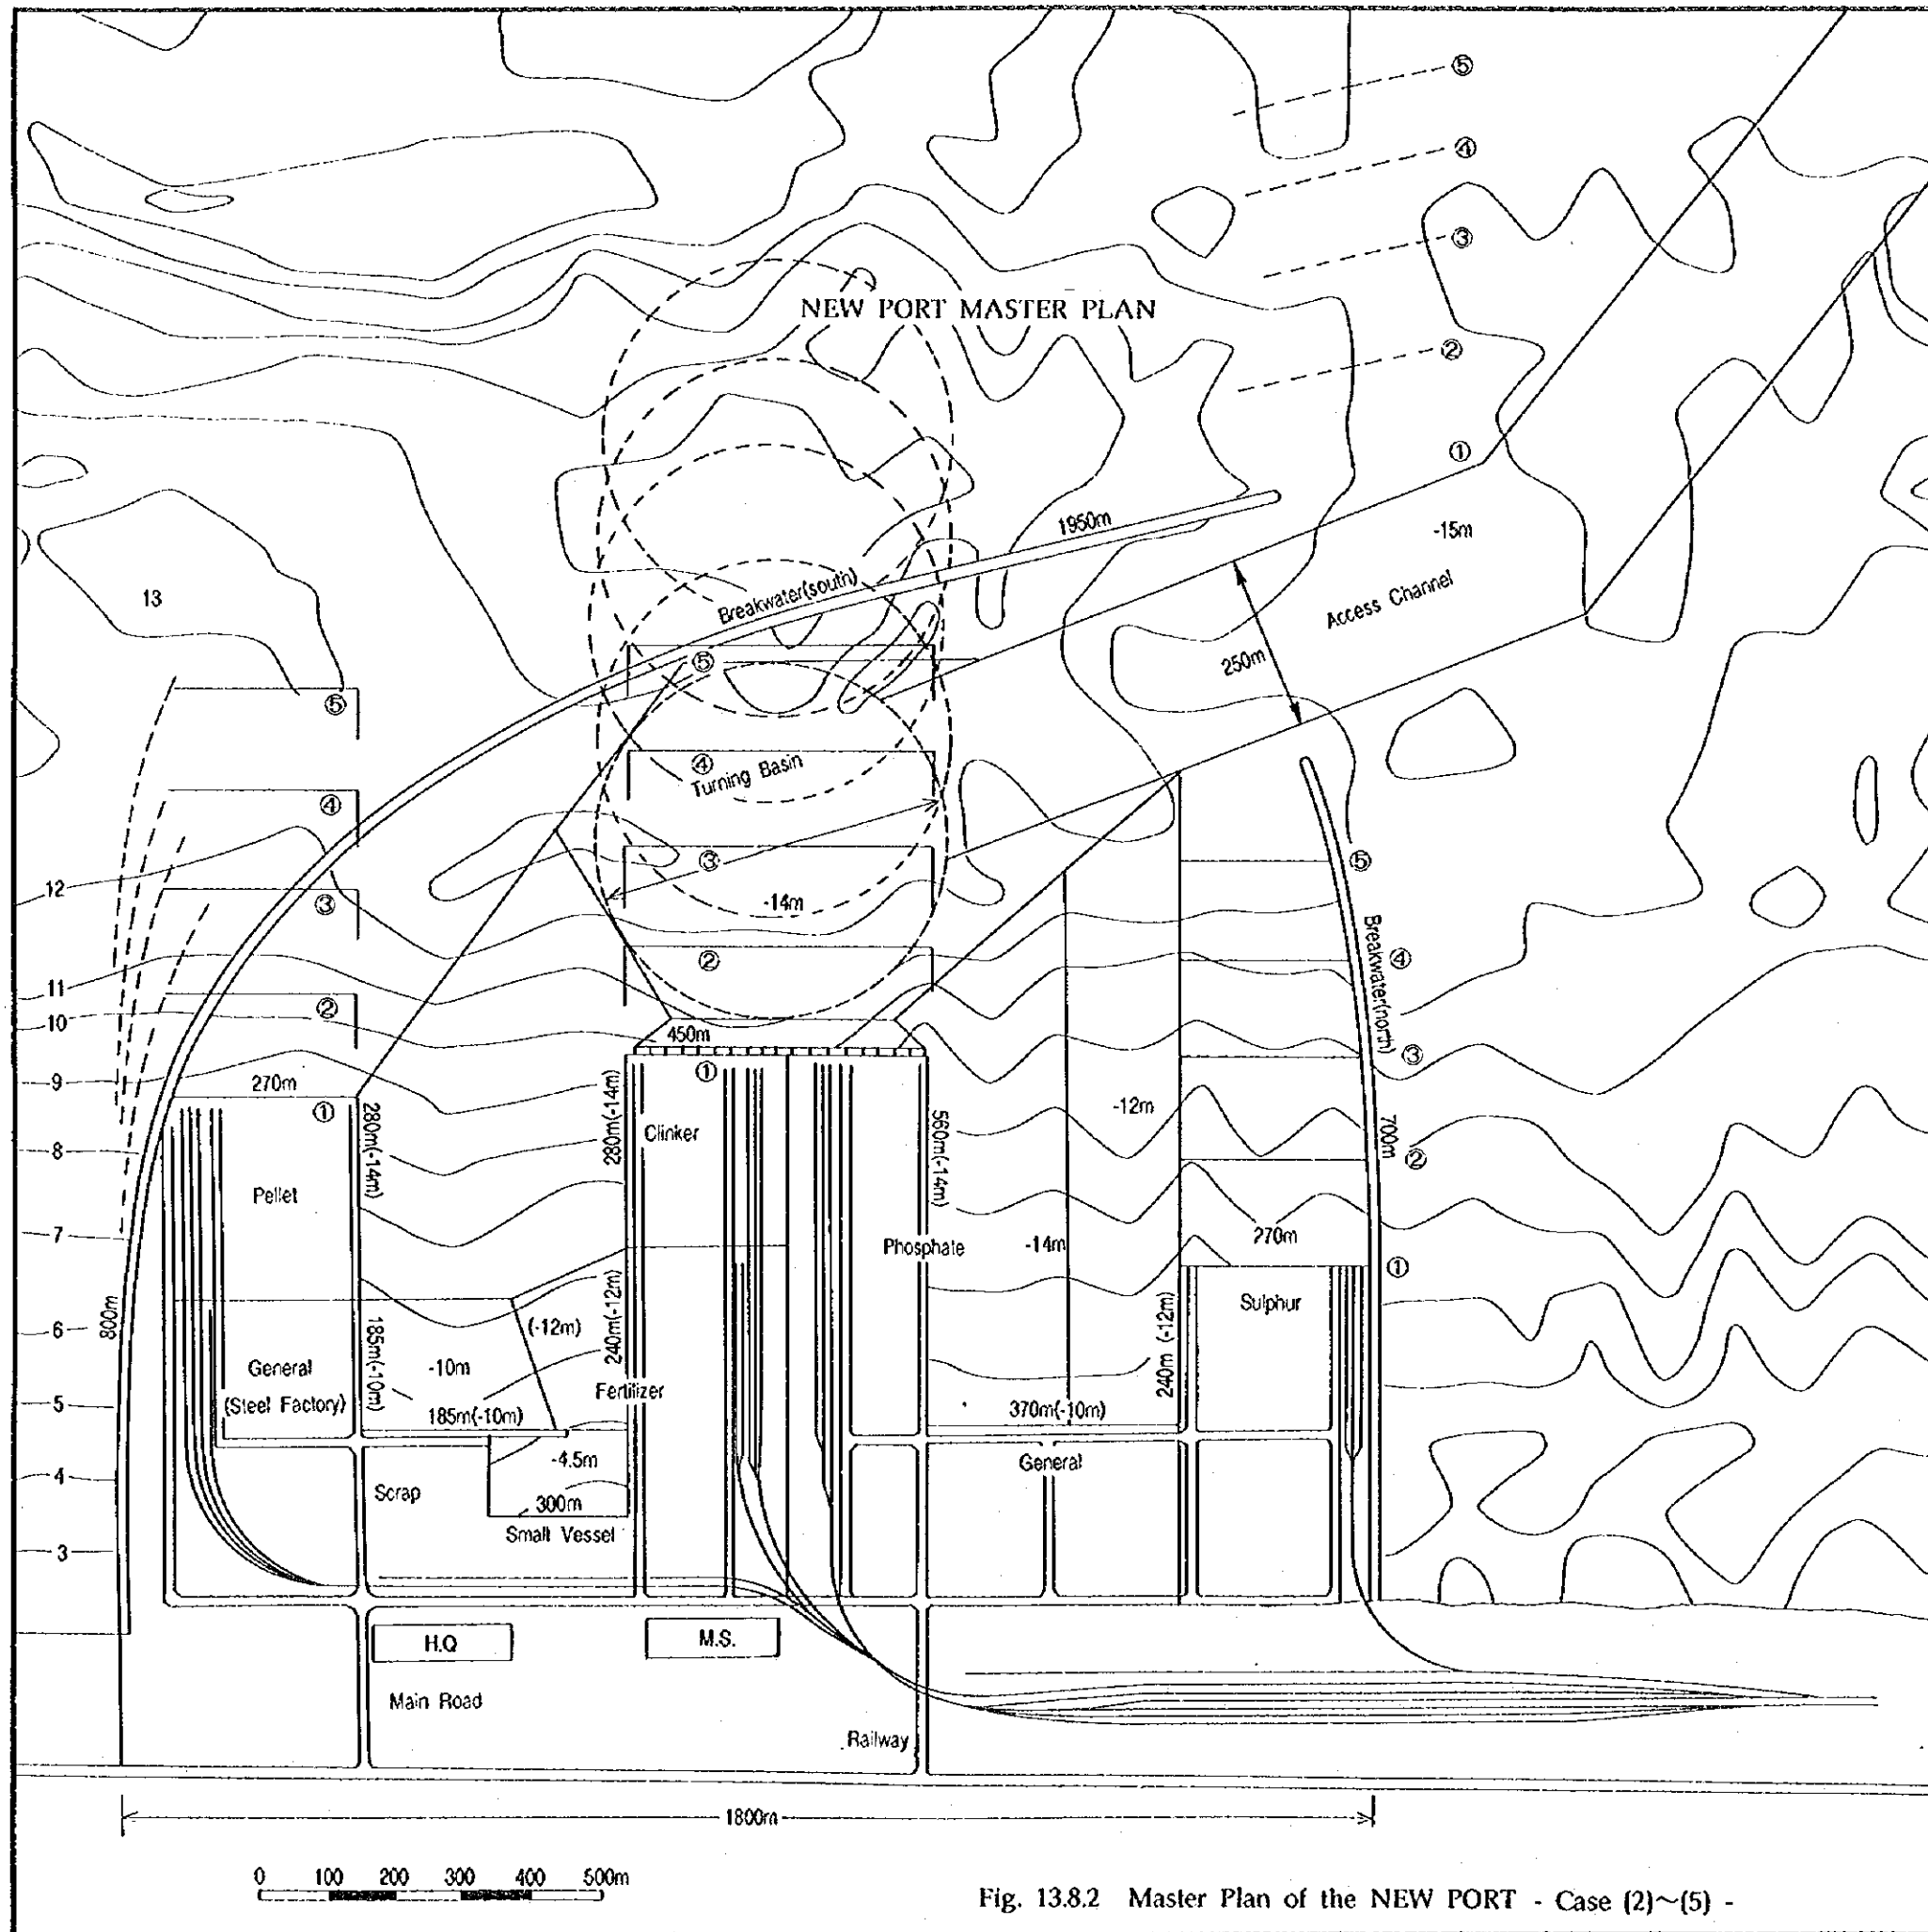 ⑤
④
NEW PORT MASTER PLAN
③
②
①
1950m
-15m
Access Channel
250m
13
Breakwater(south)
⑤
⑤
④
Turning Basin
④
③
-14m
⑤
12
③
②
④
Breakwater(north)
11
②
10
450m
③
9
270m
①
①
280m(-14m)
280m(-14m)
Clinker
560m(-14m)
-12m
700m
②
8
Pellet
7
Phosphate
-14m
270m
①
800m
6
185m(-10m)
(-12m)
240m(-12m)
240m (-12m)
Sulphur
General
(Steel Factory)
-10m
Fertilizer
5
185m(-10m)
370m(-10m)
4
-4.5m
General
Scrap
300m
Small Vessel
3
H.Q
M.S.
Main Road
Railway
1800m
0 100 200 300 400 500m
Fig. 13.8.2 Master Plan of the NEW PORT - Case (2)~(5) -